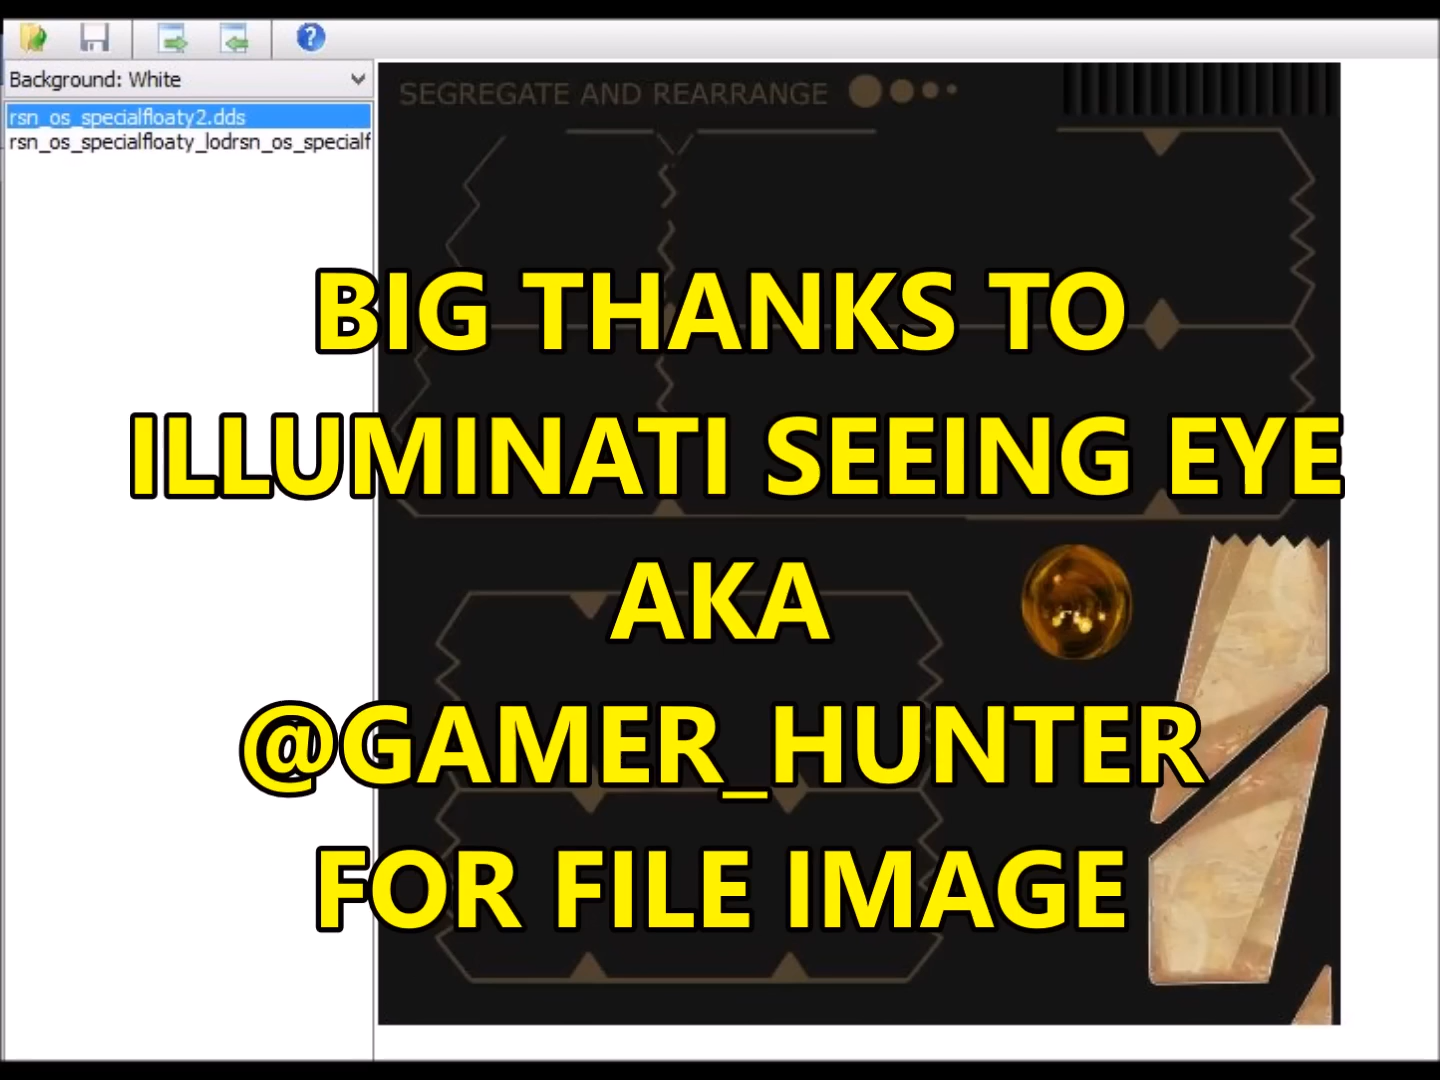 Background: White
rsn_os_specialfloaty2.dds
rsn_os_specialfloaty_lodrsn_os_specialf
SEGREGATE AND REARRANGE
BIG THANKS TO
ILLUMINATI SEEING EYE
AKA
@GAMER_HUNTER
FOR FILE IMAGE